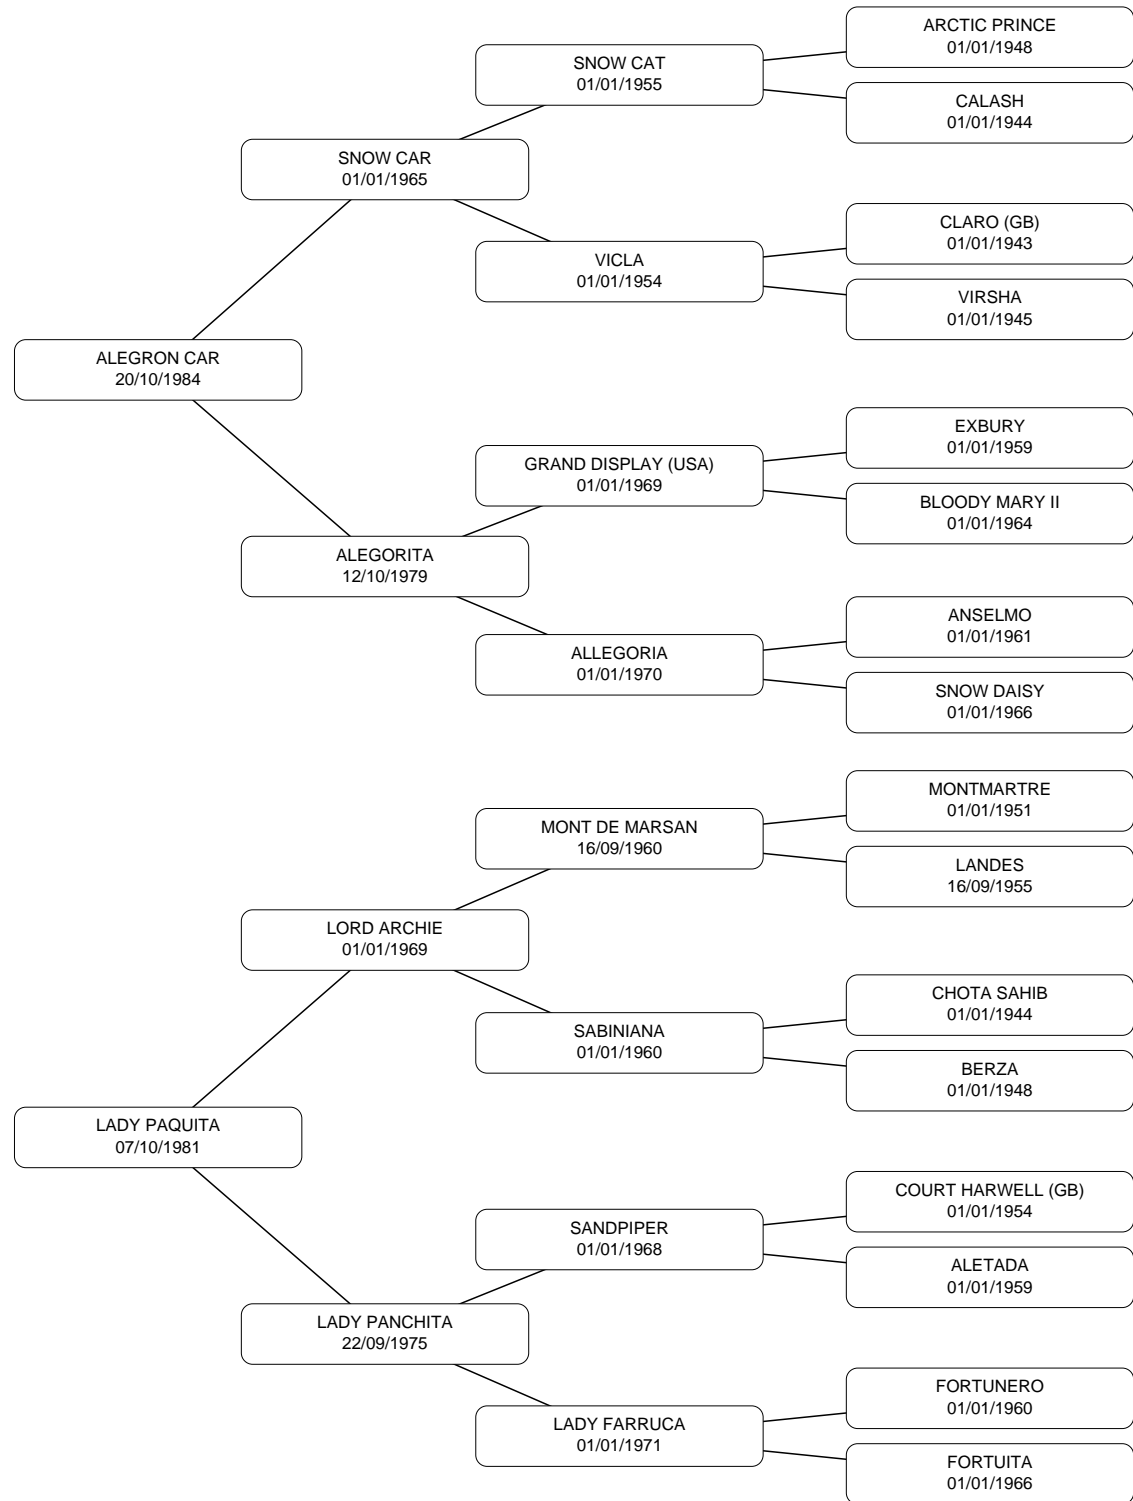 ARCTIC PRINCE
01/01/1948
SNOW CAT
01/01/1955
CALASH
01/01/1944
SNOW CAR
01/01/1965
CLARO (GB)
01/01/1943
VICLA
01/01/1954
VIRSHA
01/01/1945
ALEGRON CAR
20/10/1984
EXBURY
01/01/1959
GRAND DISPLAY (USA)
01/01/1969
BLOODY MARY II
01/01/1964
ALEGORITA
12/10/1979
ANSELMO
01/01/1961
ALLEGORIA
01/01/1970
SNOW DAISY
01/01/1966
MONTMARTRE
01/01/1951
MONT DE MARSAN
16/09/1960
LANDES
16/09/1955
LORD ARCHIE
01/01/1969
CHOTA SAHIB
01/01/1944
SABINIANA
01/01/1960
BERZA
01/01/1948
LADY PAQUITA
07/10/1981
COURT HARWELL (GB)
01/01/1954
SANDPIPER
01/01/1968
ALETADA
01/01/1959
LADY PANCHITA
22/09/1975
FORTUNERO
01/01/1960
LADY FARRUCA
01/01/1971
FORTUITA
01/01/1966